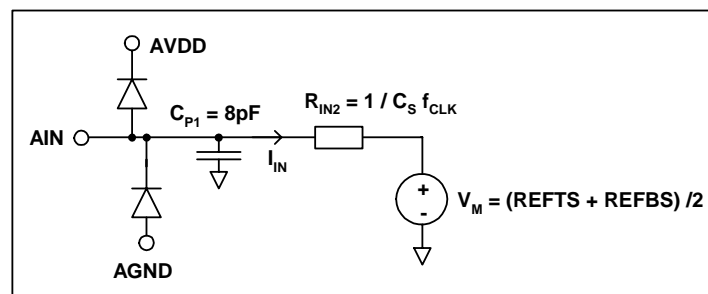 AVDD
C_P1 = 8pF
R_IN2 = 1 / C_S f_CLK
AIN
I_IN
+
-
V_M = (REFTS + REFBS) /2
AGND